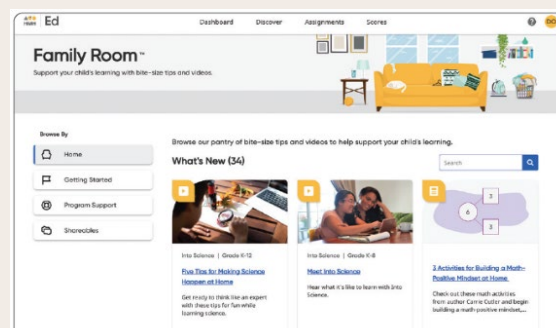 Ed
Dashboard
Discover
Assignments
Scores
Family Room™
Support your child's learning with bite-size tips and videos.
Browse By
Home
Getting Started
Program Support
Shareables
Browse our pantry of bite-size tips and videos to help support your child's learning.
What's New (34)
Search
Into Science | Grade K-12
Five Tips for Making Science
Happen at Home
Get ready to think like an expert
with these tips for fun while
learning science.
Into Science | Grade K-8
Meet Into Science
Hear what it's like to learn with Into
Science.
6
3
3
3 Activities for Building a Math-
Positive Mindset at Home
Check out these math activities
from author Carrie Cutler and begin
building a math-positive mindset,...